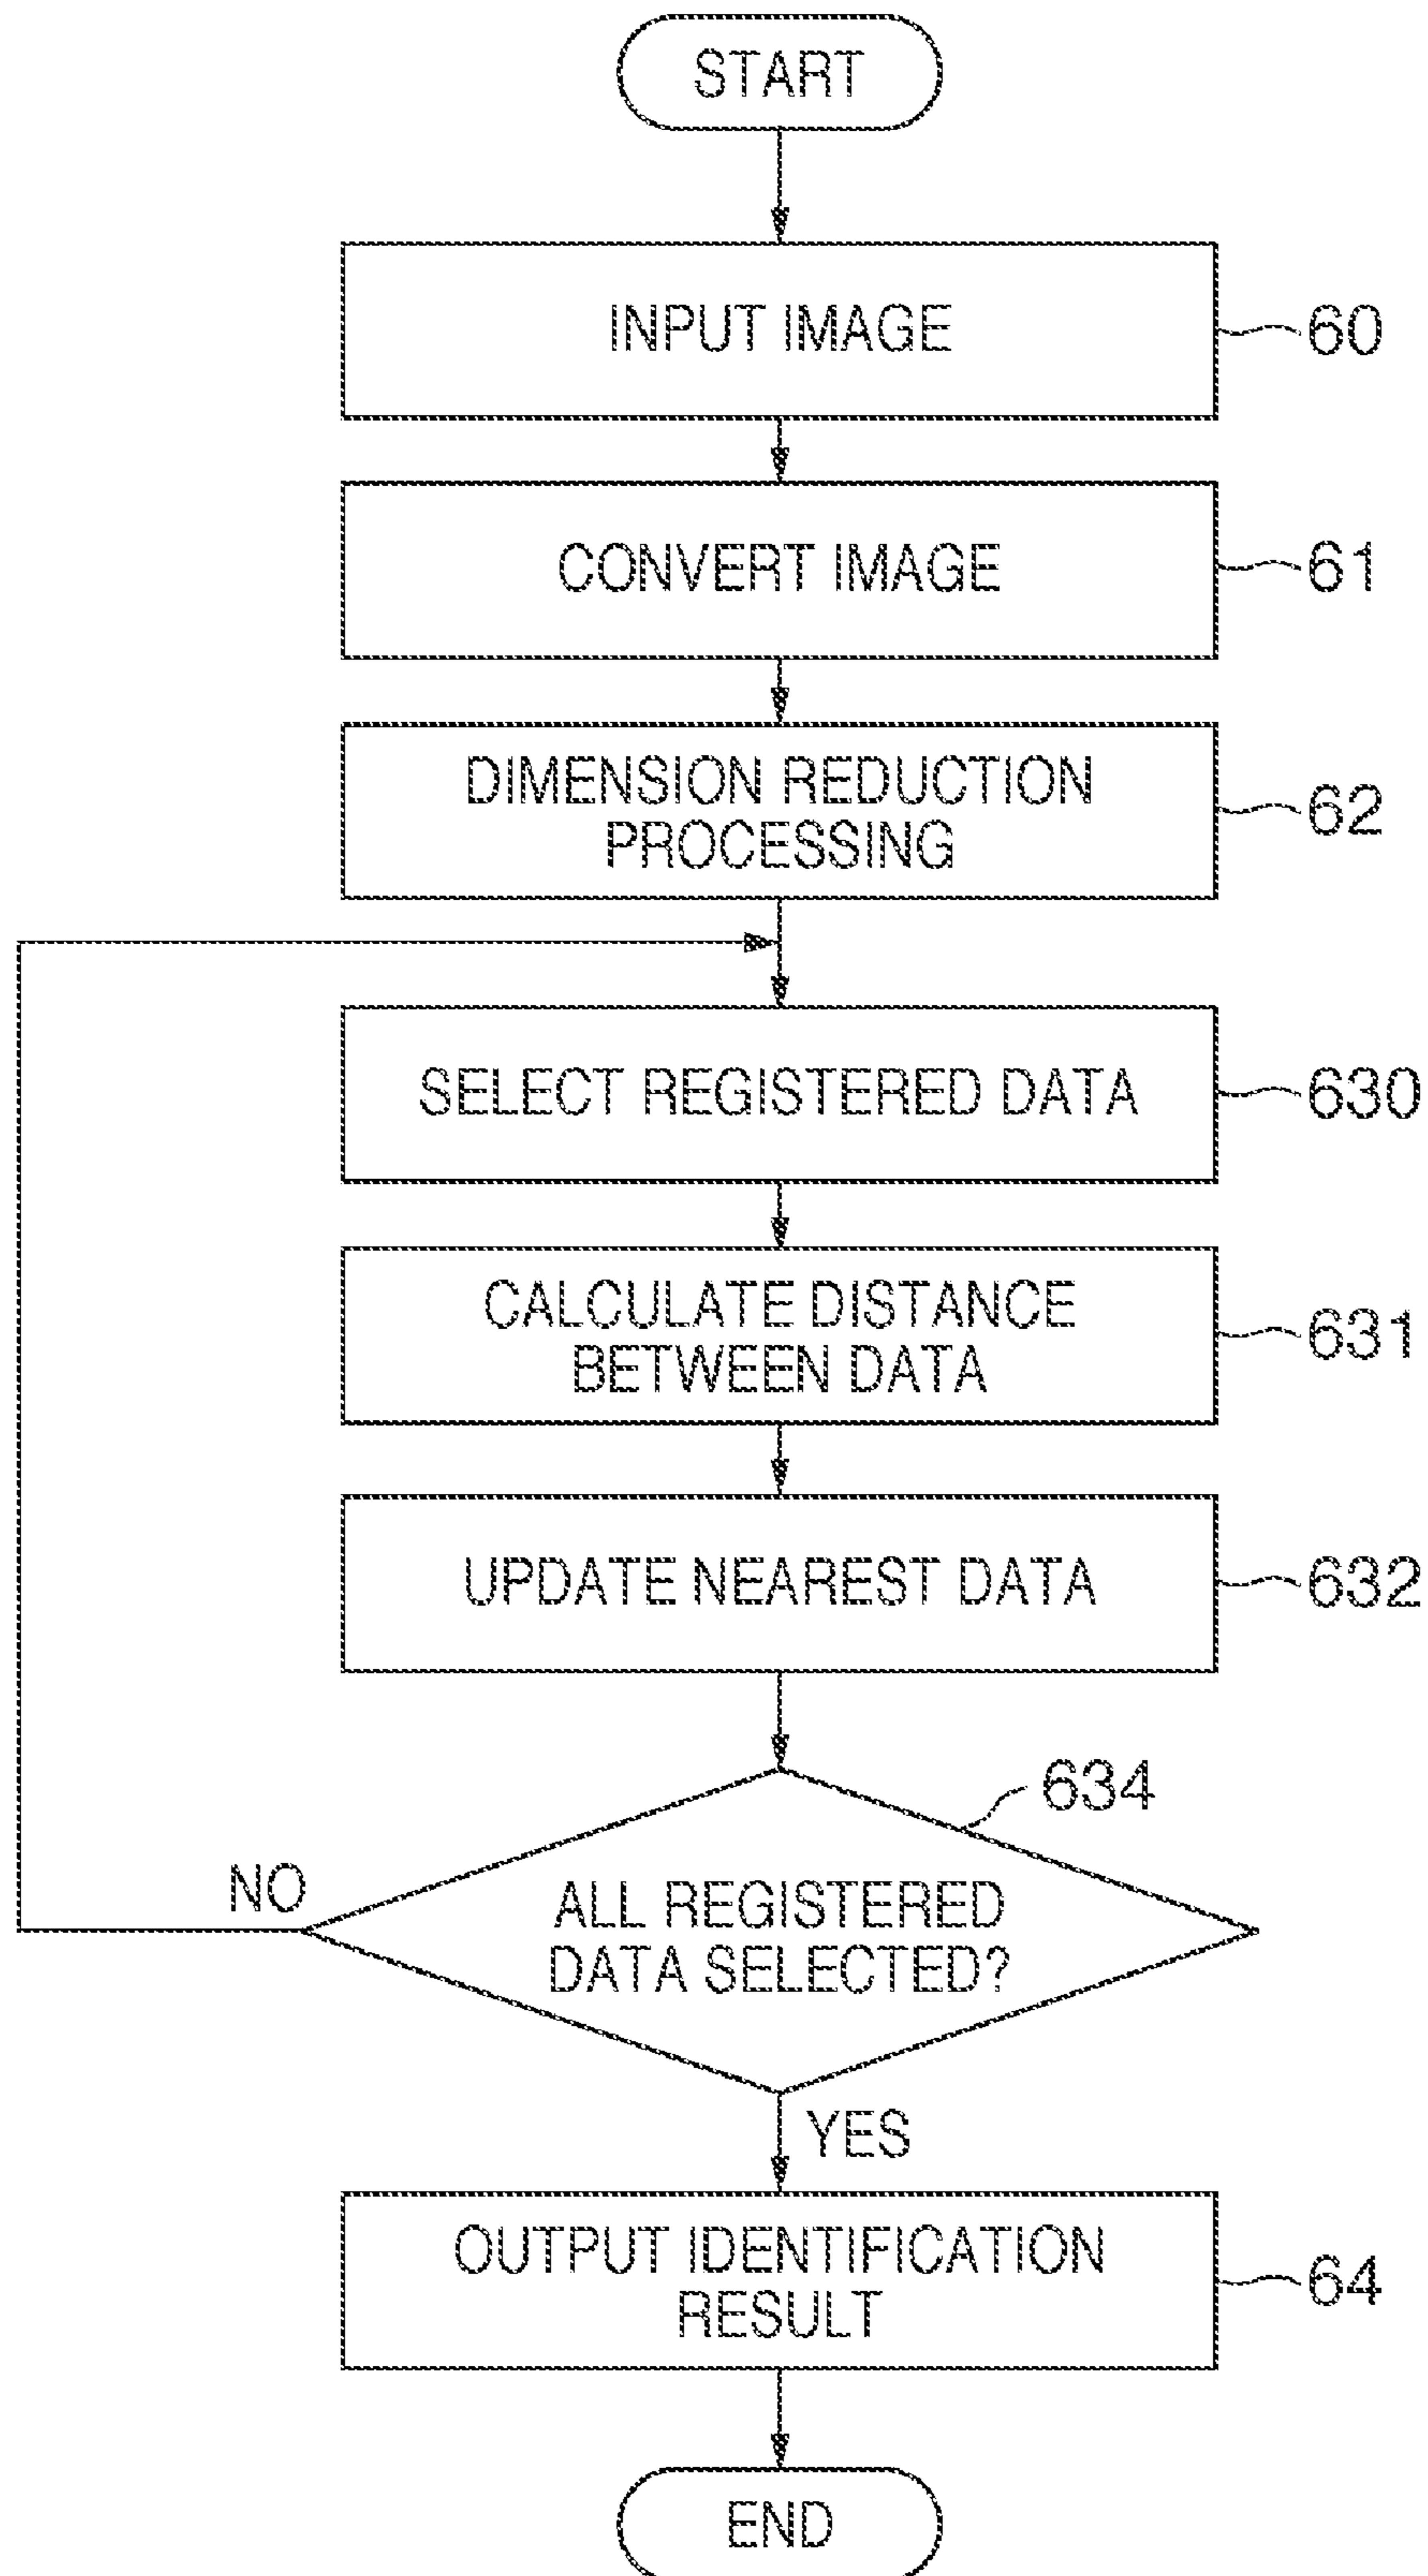 START
INPUT IMAGE
60
CONVERT IMAGE
61
DIMENSION REDUCTION
PROCESSING
62
SELECT REGISTERED DATA
630
CALCULATE DISTANCE
BETWEEN DATA
631
UPDATE NEAREST DATA
632
634
NO
ALL REGISTERED
DATA SELECTED?
YES
OUTPUT IDENTIFICATION
RESULT
64
END